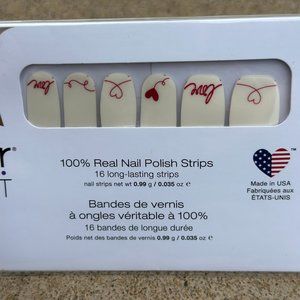 love
love
100% Real Nail Polish Strips
16 long-lasting strips
nail strips net wt 0.99 g / 0.035 oz ℮
Made in USA
Fabriquées aux
ÉTATS-UNIS
Bandes de vernis
à ongles véritable à 100%
16 bandes de longue durée
Poids net des bandes de vernis 0.99 g / 0.035 oz ℮